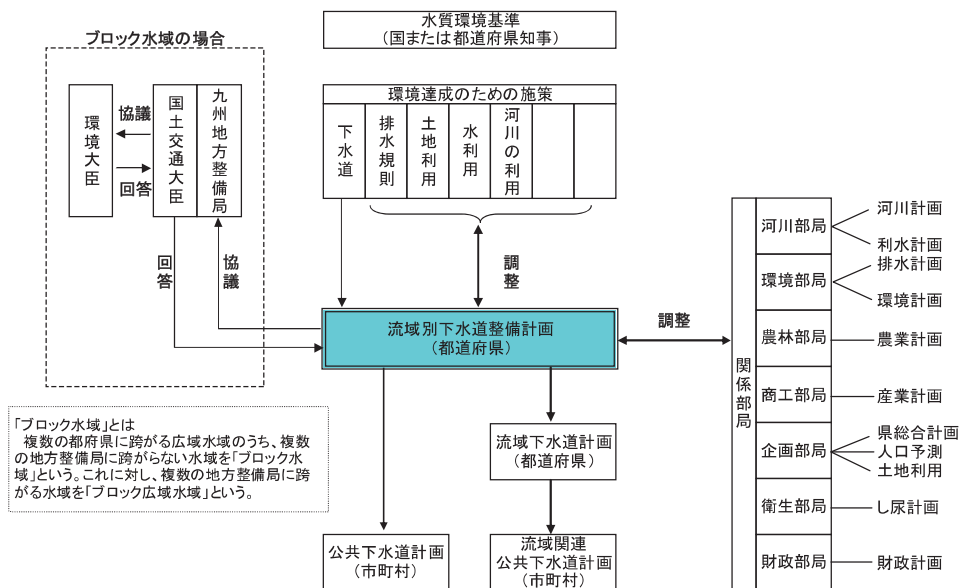 水質環境基準
(国または都道府県知事)
ブロック水域の場合
環境大臣
協議
回答
国土交通大臣
九州地方整備局
回答
協議
環境達成のための施策
下水道
排水規則
土地利用
水利用
河川の利用
調整
流域別下水道整備計画
(都道府県)
調整
関係部局
河川部局
河川計画
利水計画
環境部局
排水計画
環境計画
農林部局
農業計画
商工部局
産業計画
企画部局
県総合計画
人口予測
土地利用
衛生部局
し尿計画
財政部局
財政計画
「ブロック水域」とは
複数の都府県に跨がる広域水域のうち、複数
の地方整備局に跨がらない水域を「ブロック水
域」という。これに対し、複数の地方整備局に跨
がる水域を「ブロック広域水域」という。
流域下水道計画
(都道府県)
公共下水道計画
(市町村)
流域関連
公共下水道計画
(市町村)